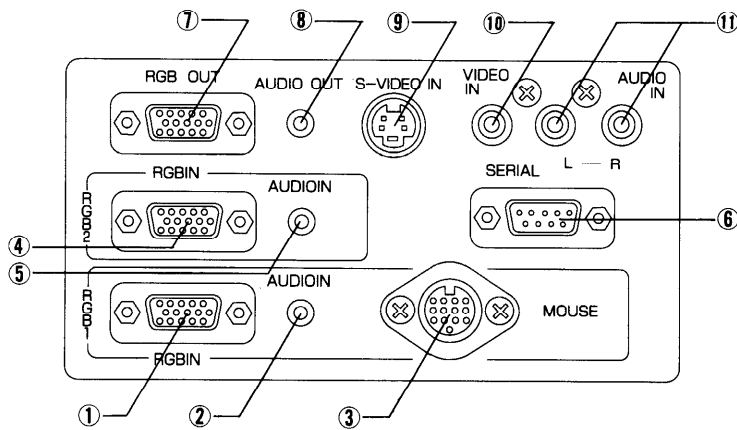 ⑦ ⑧ ⑨ ⑩ ⑪
RGB OUT
AUDIO OUT
S-VIDEO IN
VIDEO
IN
AUDIO
IN
L R
RGBIN
AUDIOIN
SERIAL
RGB2
④
⑤
⑥
AUDIOIN
RGB1
MOUSE
RGBIN
① ② ③